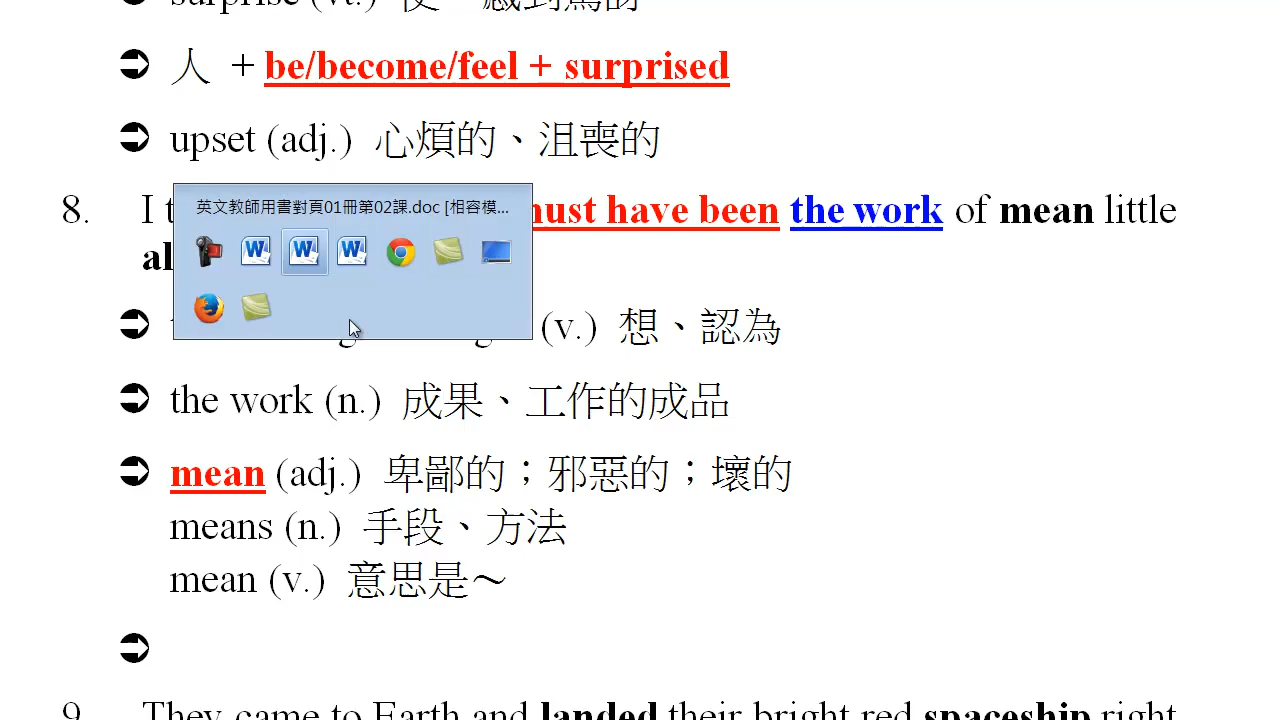 surprise (vt.) 使…感到驚訝
➲ 人 + be/become/feel + surprised
➲ upset (adj.) 心煩的、沮喪的
英文教師用書對頁01冊第02課.doc [相容模...
8. I must have been the work of mean little
al
➲ (v.) 想、認為
➲ the work (n.) 成果、工作的成品
➲ mean (adj.) 卑鄙的；邪惡的；壞的
means (n.) 手段、方法
mean (v.) 意思是～
➲
9. They came to Earth and landed their bright red spaceship right